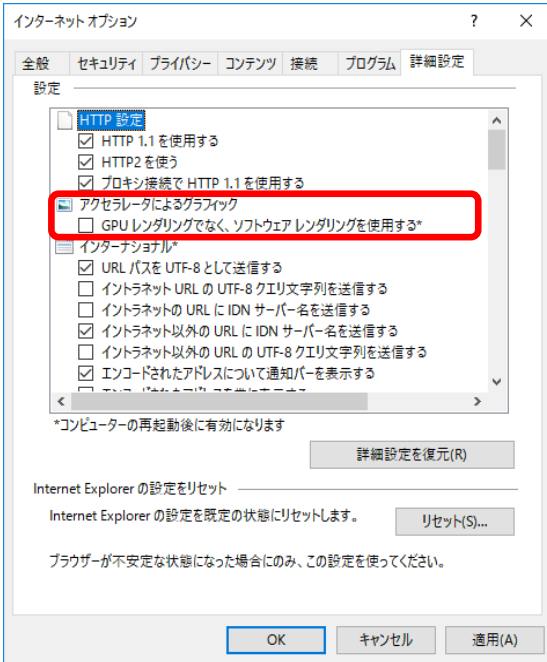 インターネット オプション ? ×
全般 セキュリティ プライバシー コンテンツ 接続 プログラム 詳細設定
設定
HTTP 設定
HTTP 1.1 を使用する
HTTP2 を使う
プロキシ接続で HTTP 1.1 を使用する
アクセラレータによるグラフィック
GPU レンダリングでなく、ソフトウェア レンダリングを使用する*
インターナショナル*
URL パスを UTF-8 として送信する
イントラネット URL の UTF-8 クエリ文字列を送信する
イントラネットの URL に IDN サーバー名を送信する
イントラネット以外の URL に IDN サーバー名を送信する
イントラネット以外の URL の UTF-8 クエリ文字列を送信する
エンコードされたアドレスについて通知バーを表示する
*コンピューターの再起動後に有効になります
詳細設定を復元(R)
Internet Explorer の設定をリセット
Internet Explorer の設定を既定の状態にリセットします。
リセット(S)...
ブラウザーが不安定な状態になった場合にのみ、この設定を使ってください。
OK キャンセル 適用(A)